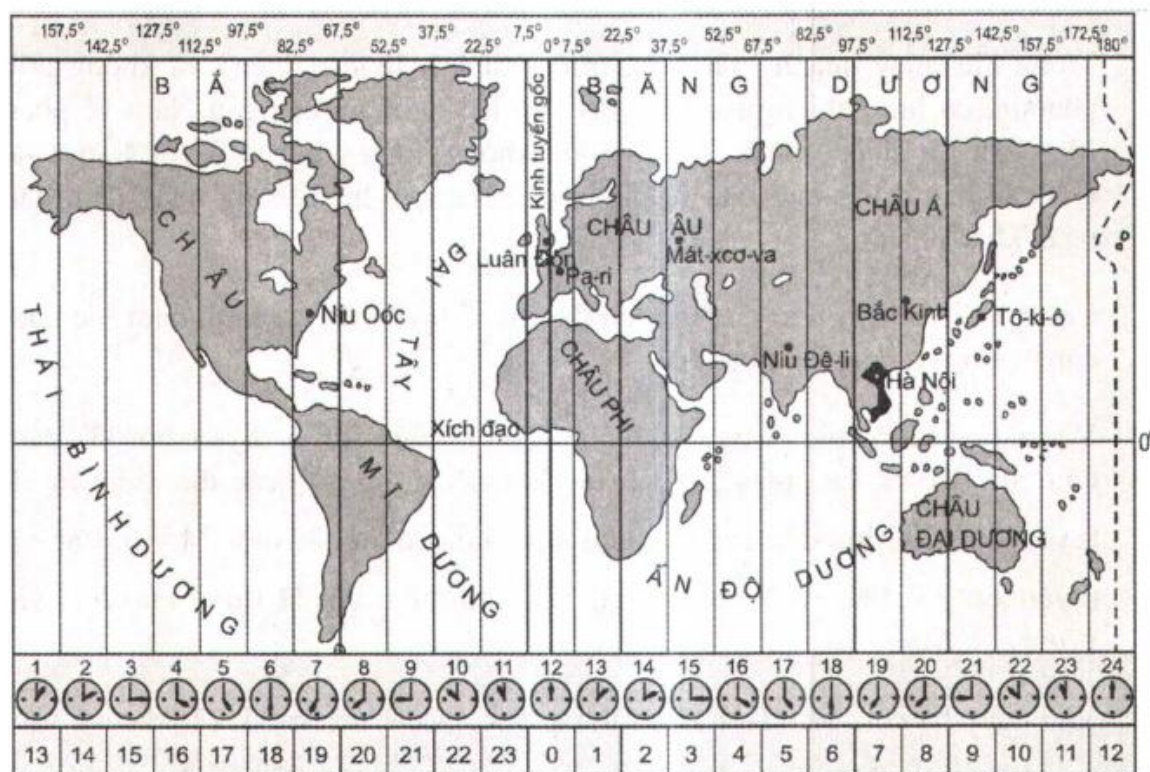 157,5° 127,5° 97,5° 67,5° 37,5° 7,5° 7,5° 22,5° 37,5° 52,5° 67,5° 82,5° 97,5° 112,5° 127,5° 142,5° 157,5° 177,5°
142,5° 112,5° 82,5° 52,5° 22,5° 0° 180°
BẮ BĂNG DƯƠNG
Kinh tuyến gốc
CHÂU MĨ
CHÂU ÂU
CHÂU Á
Luân Đôn
Pa-ri
Mát-xcơ-va
Niu Oóc
Bắc Kinh
Tô-ki-ô
Niu Đê-li
Hà Nội
CHÂU PHI
Xích đạo
0°
THÁI BÌNH DƯƠNG
ĐẠI TÂY DƯƠNG
ẤN ĐỘ DƯƠNG
CHÂU
ĐẠI DƯƠNG
1 2 3 4 5 6 7 8 9 10 11 12 13 14 15 16 17 18 19 20 21 22 23 24
13 14 15 16 17 18 19 20 21 22 23 0 1 2 3 4 5 6 7 8 9 10 11 12